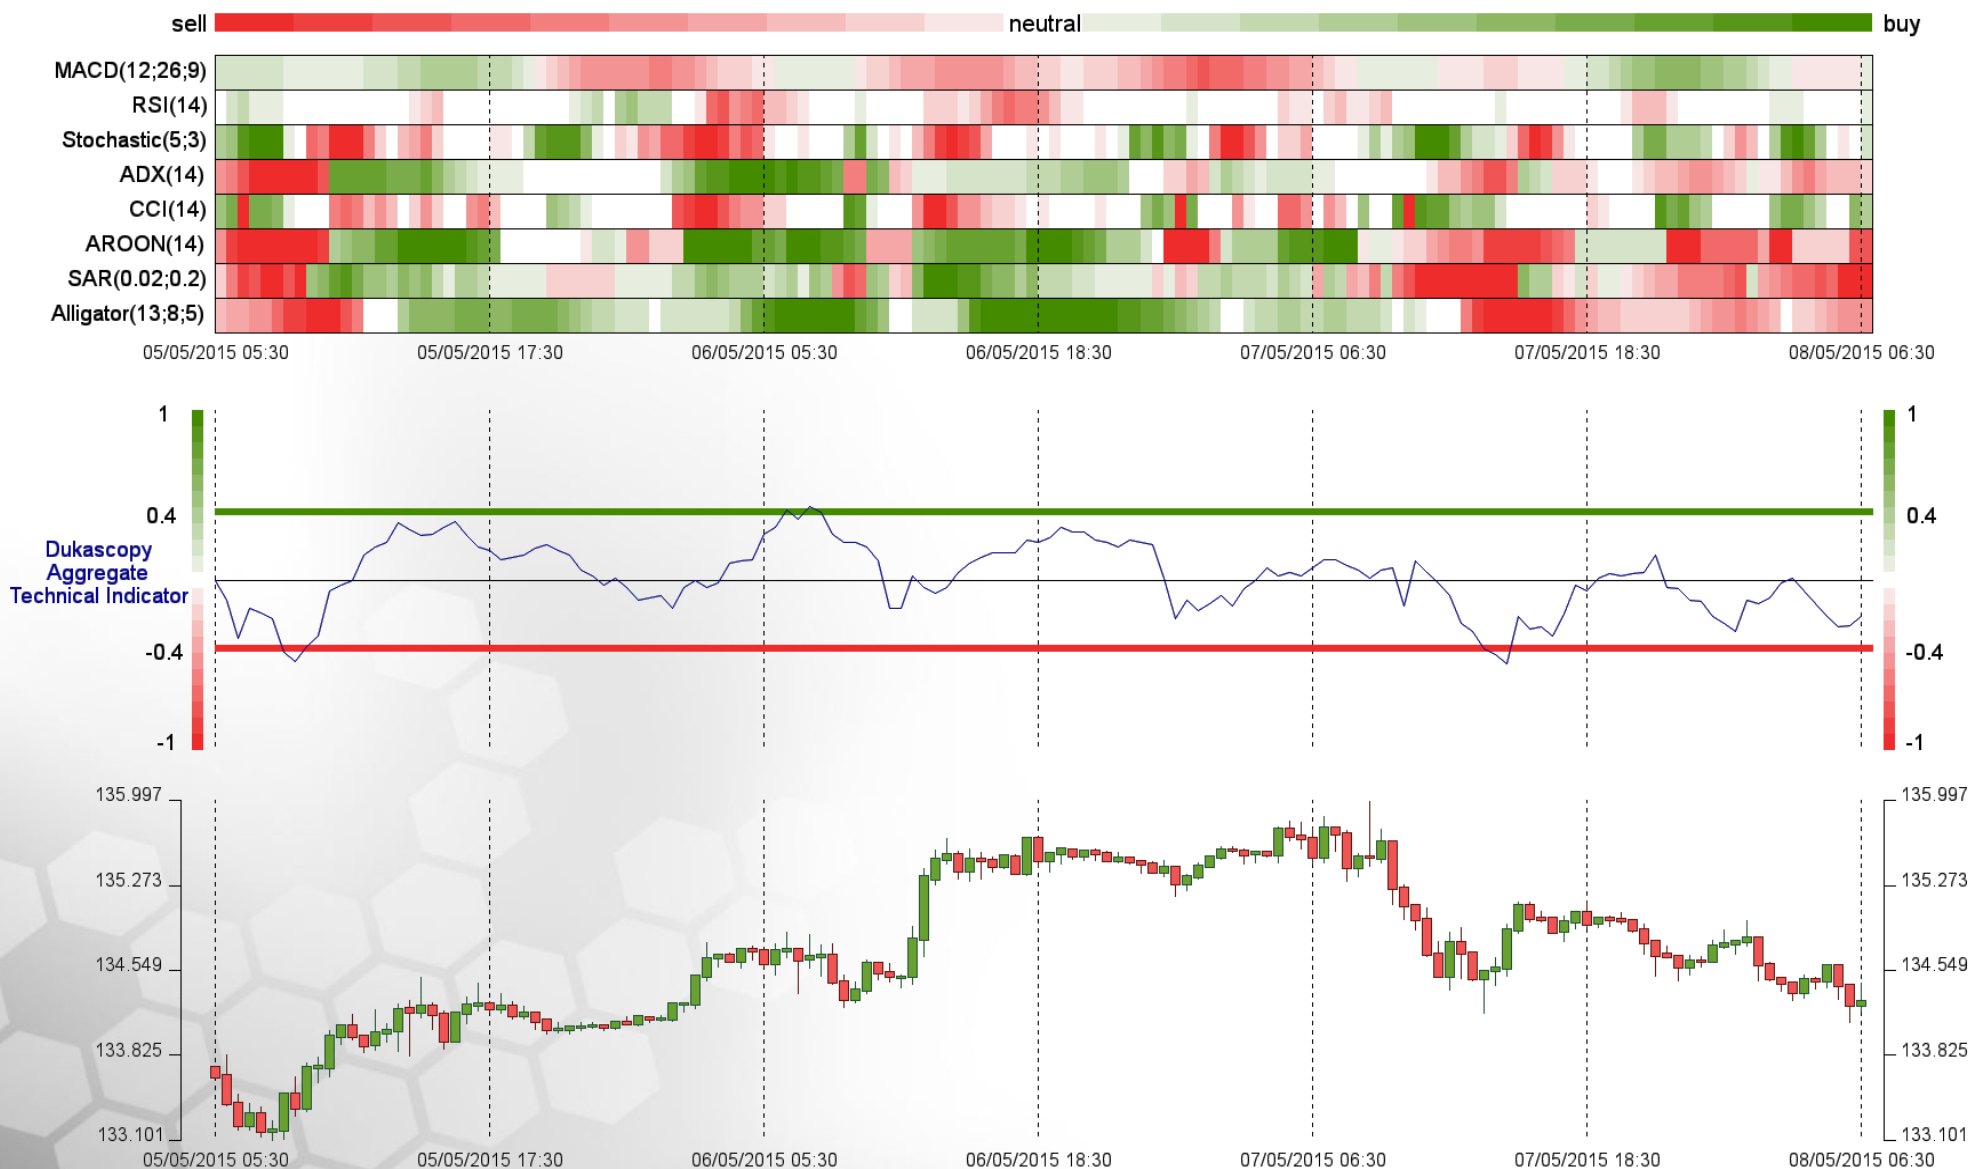 sell neutral buy
MACD(12;26;9)
RSI(14)
Stochastic(5;3)
ADX(14)
CCI(14)
AROON(14)
SAR(0.02;0.2)
Alligator(13;8;5)
05/05/2015 05:30 05/05/2015 17:30 06/05/2015 05:30 06/05/2015 18:30 07/05/2015 06:30 07/05/2015 18:30 08/05/2015 06:30
1 1
0.4 0.4
Dukascopy
Aggregate
Technical Indicator
-0.4 -0.4
-1 -1
135.997 135.997
135.273 135.273
134.549 134.549
133.825 133.825
133.101 133.101
05/05/2015 05:30 05/05/2015 17:30 06/05/2015 05:30 06/05/2015 18:30 07/05/2015 06:30 07/05/2015 18:30 08/05/2015 06:30